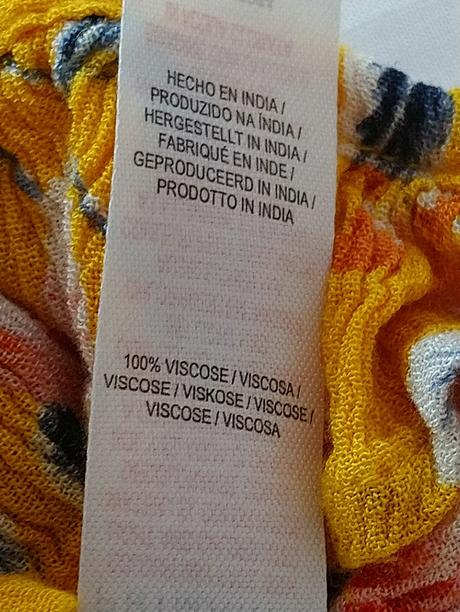 HECHO EN INDIA /
PRODUZIDO NA ÍNDIA /
HERGESTELLT IN INDIA /
FABRIQUÉ EN INDE /
GEPRODUCEERD IN INDIA /
PRODOTTO IN INDIA
100% VISCOSE / VISCOSA /
VISCOSE / VISKOSE / VISCOSE /
VISCOSE / VISCOSA